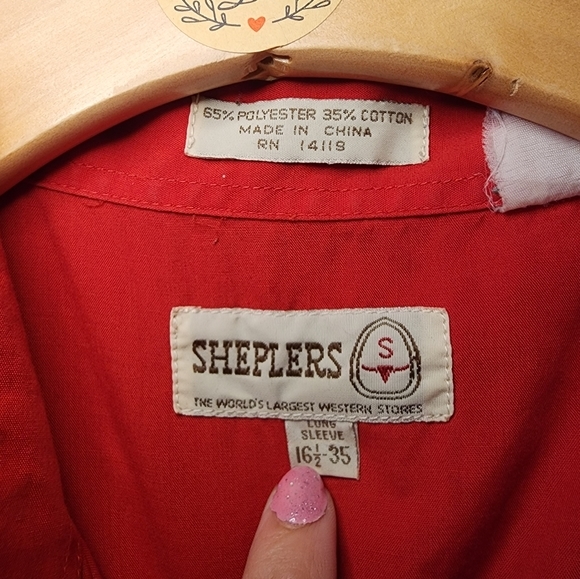 65% POLYESTER 35% COTTON
MADE IN CHINA
RN 14119
SHEPLERS
S
THE WORLD'S LARGEST WESTERN STORES
LONG
SLEEVE
16½-35